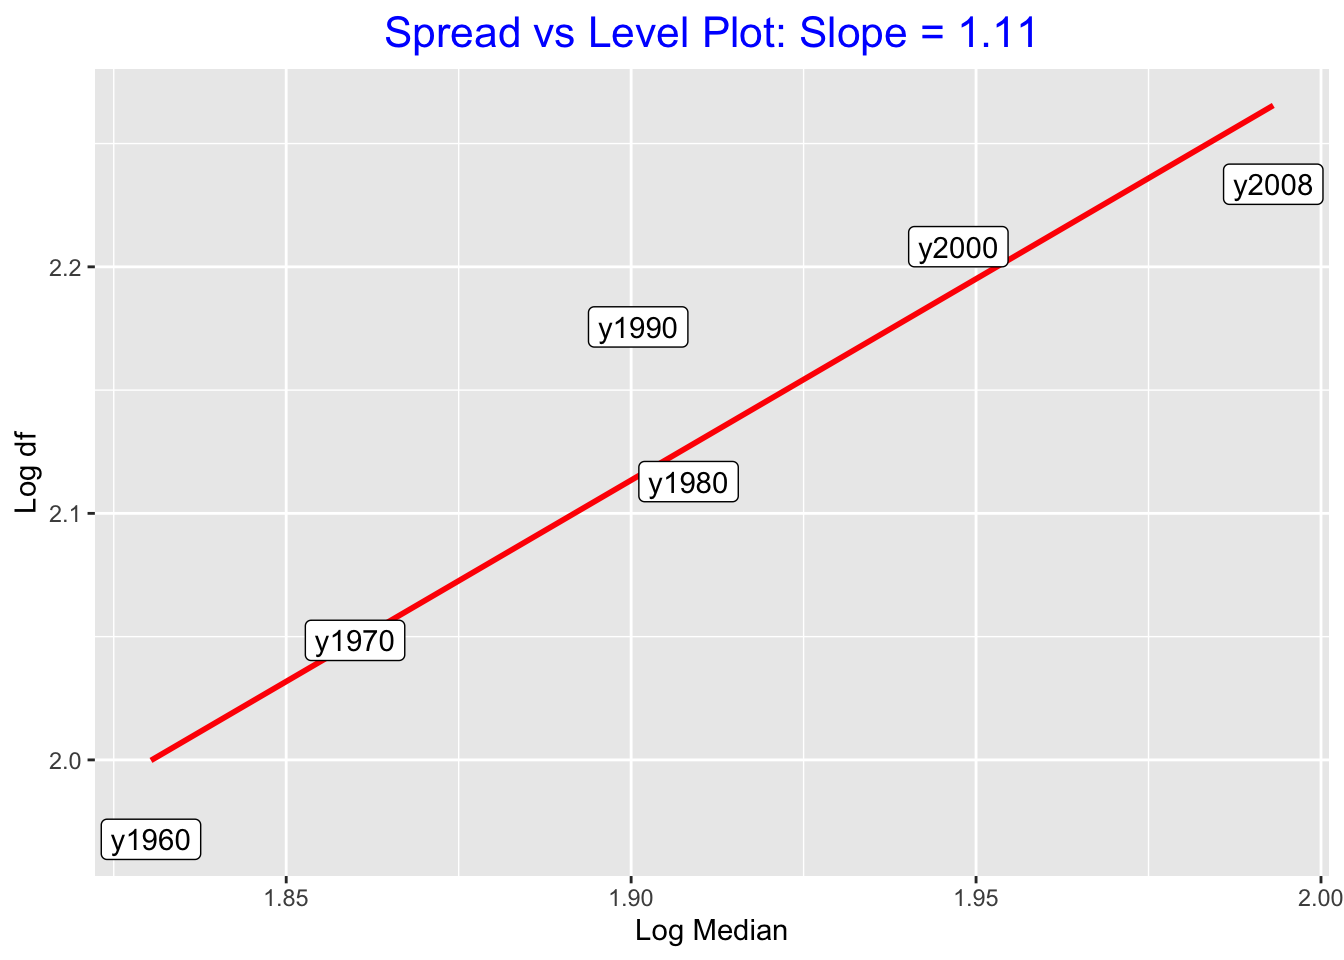 Spread vs Level Plot: Slope = 1.11
y2008
y2000
2.2
y1990
Log df
y1980
2.1
y1970
2.0
y1960
1.85 1.90 1.95 2.00
Log Median